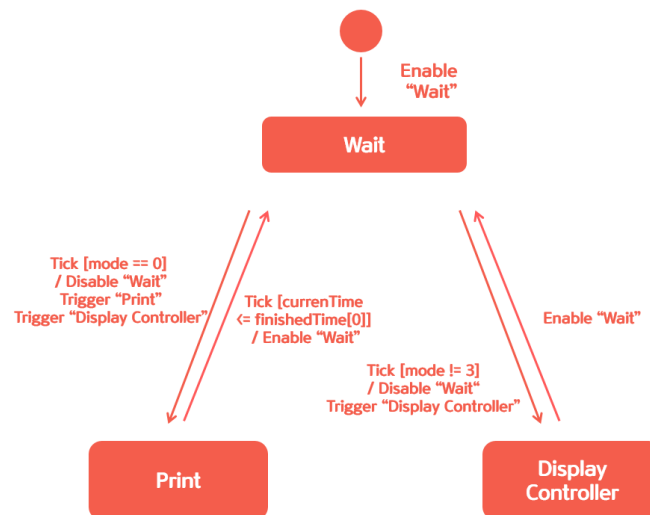 Enable
“Wait”
Wait
Tick [mode == 0]
/ Disable “Wait”
Trigger “Print”
Trigger “Display Controller”
Tick [currenTime
<= finishedTime[0]]
/ Enable “Wait”
Enable “Wait”
Tick [mode != 3]
/ Disable “Wait“
Trigger “Display Controller”
Print
Display
Controller